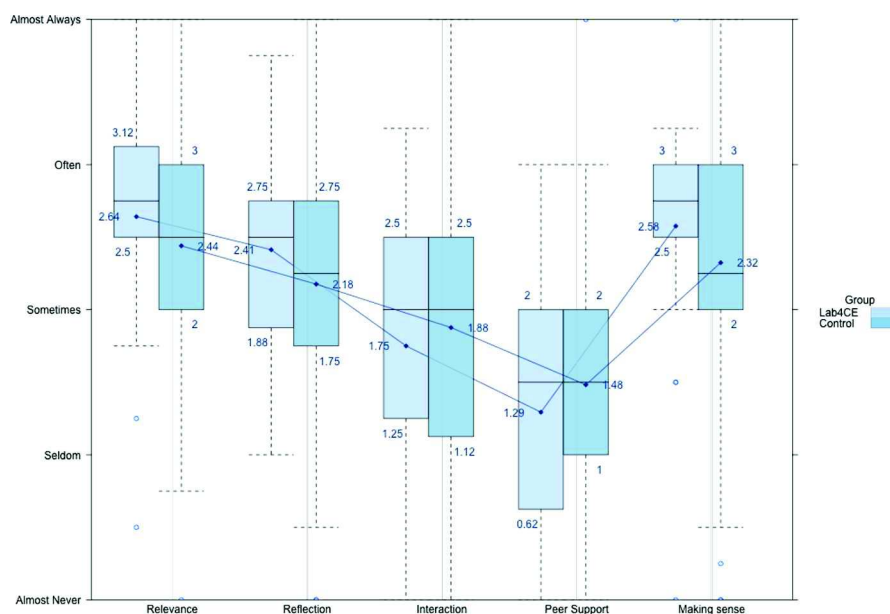 Almost Always
3.12
3
Often
2.75
2.75
3
3
2.64
2.5
2.44
2.41
2.5
2.5
2.58
2.5
2.32
2.18
2
2
Sometimes
2
1.88
1.75
1.88
1.75
2
Group
Lab4CE
Control
1.29
1.48
1.25
1.12
Seldom
1
0.62
Almost Never
Relevance
Reflection
Interaction
Peer Support
Making sense